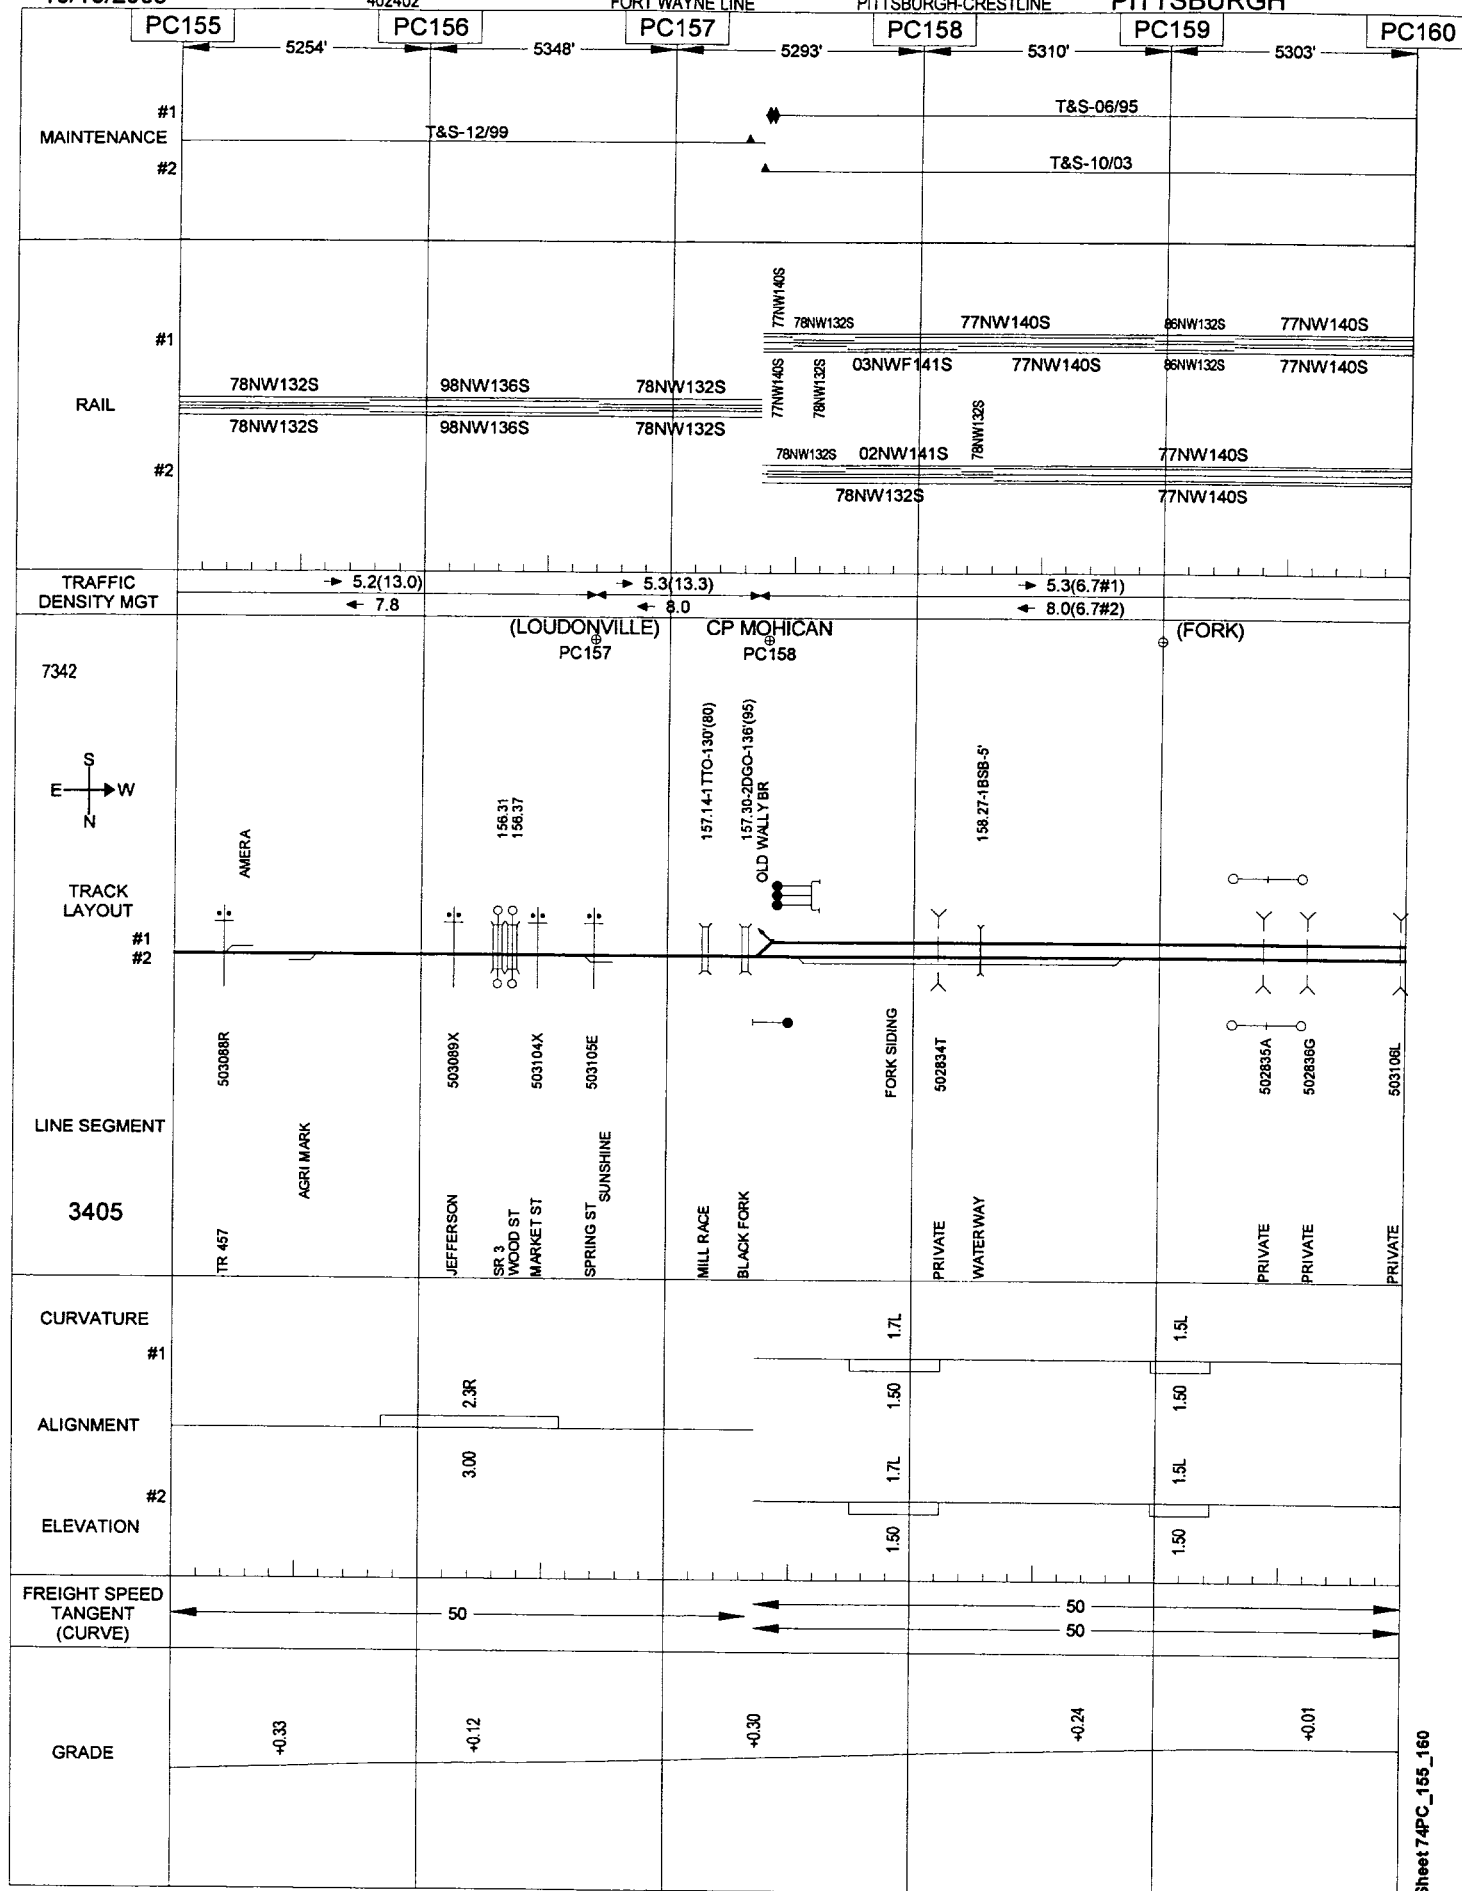 402402 FORT WAYNE LINE PITTSBURGH-CRESTLINE PITTSBURGH
PC155 PC156 PC157 PC158 PC159 PC160
5254' 5348' 5293' 5310' 5303'
#1 T&S-06/95
MAINTENANCE T&S-12/99
#2 T&S-10/03
77NW140S 78NW132S 77NW140S 86NW132S 77NW140S
#1
77NW140S 78NW132S 03NWF141S 77NW140S 86NW132S 77NW140S
78NW132S 98NW136S 78NW132S
RAIL
78NW132S 98NW136S 78NW132S
78NW132S 02NW141S 78NW132S 77NW140S
#2
78NW132S 77NW140S
TRAFFIC
DENSITY MGT
5.2(13.0) 5.3(13.3) 5.3(6.7#1)
7.8 8.0 8.0(6.7#2)
(LOUDONVILLE) CP MOHICAN (FORK)
PC157 PC158
7342
S
E W
N
AMERA
156.31
156.37
157.14-1TTO-130'(80)
157.30-2DGO-136'(95)
OLD WALLY BR
158.27-1BSB-5'
TRACK
LAYOUT
#1
#2
503088R
503089X
503104X
503105E
FORK SIDING
502834T
502835A
502836G
503106L
LINE SEGMENT
3405
AGRI MARK
SUNSHINE
TR 457
JEFFERSON
SR 3
WOOD ST
MARKET ST
SPRING ST
MILL RACE
BLACK FORK
PRIVATE
WATERWAY
PRIVATE
PRIVATE
PRIVATE
CURVATURE 1.7L 1.5L
#1
2.3R 1.50 1.50
ALIGNMENT
3.00 1.7L 1.5L
#2
ELEVATION 1.50 1.50
FREIGHT SPEED
TANGENT
(CURVE)
50 50
50
GRADE +0.33 +0.12 +0.30 +0.24 +0.01
Sheet 74PC_155_160